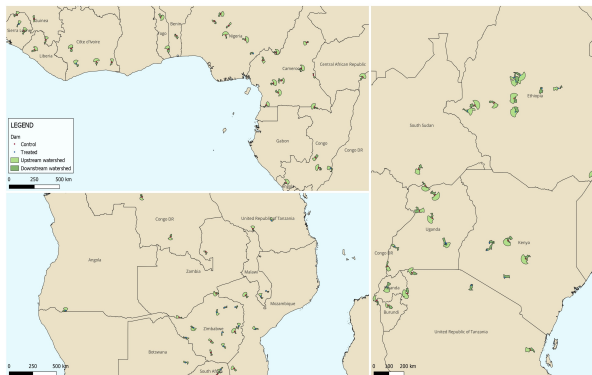 Guinea
Sierra Leone
Liberia
Côte d'Ivoire
Togo
Benin
Nigeria
Cameroon
Central African Republic
Gabon
Congo
Congo DR
LEGEND
Dam
Control
Treated
Upstream watershed
Downstream watershed
0 250 500 km
Congo DR
United Republic of Tanzania
Angola
Zambia
Malawi
Mozambique
Zimbabwe
Botswana
South Africa
0 250 500 km
Ethiopia
South Sudan
Uganda
Kenya
Congo DR
Burundi
United Republic of Tanzania
0 100 200 km